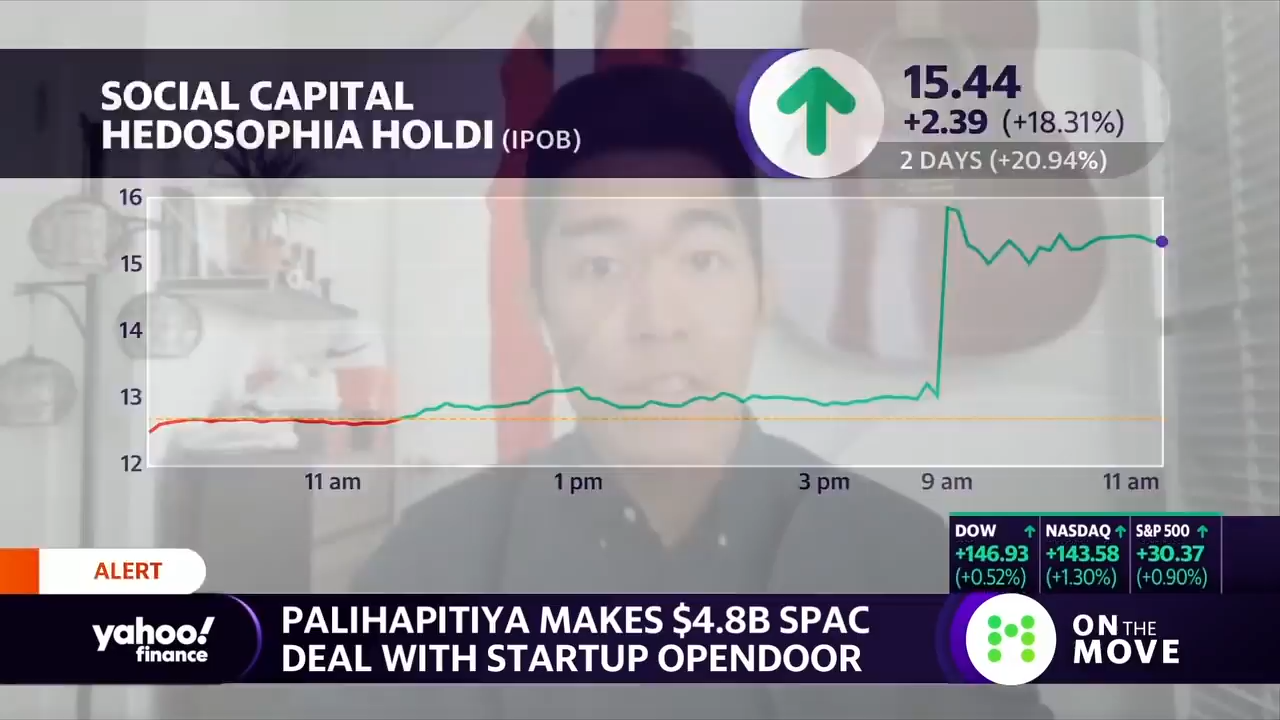 SOCIAL CAPITAL
HEDOSOPHIA HOLDI (IPOB)
15.44
+2.39 (+18.31%)
2 DAYS (+20.94%)
16
15
14
13
12
11 am
1 pm
3 pm
9 am
11 am
DOW
+146.93
(+0.52%)
NASDAQ
+143.58
(+1.30%)
S&P 500
+30.37
(+0.90%)
ALERT
yahoo!
finance
PALIHAPITIYA MAKES $4.8B SPAC
DEAL WITH STARTUP OPENDOOR
ON THE
MOVE